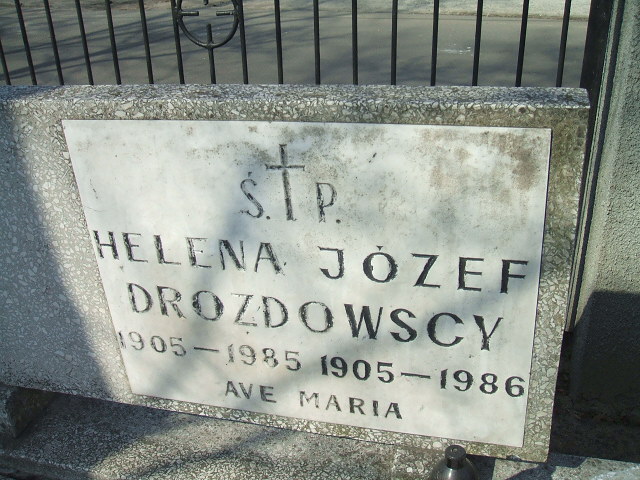 Ś. P.
HELENA JÓZEF
DROZDOWSCY
1905-1985 1905-1986
AVE MARIA